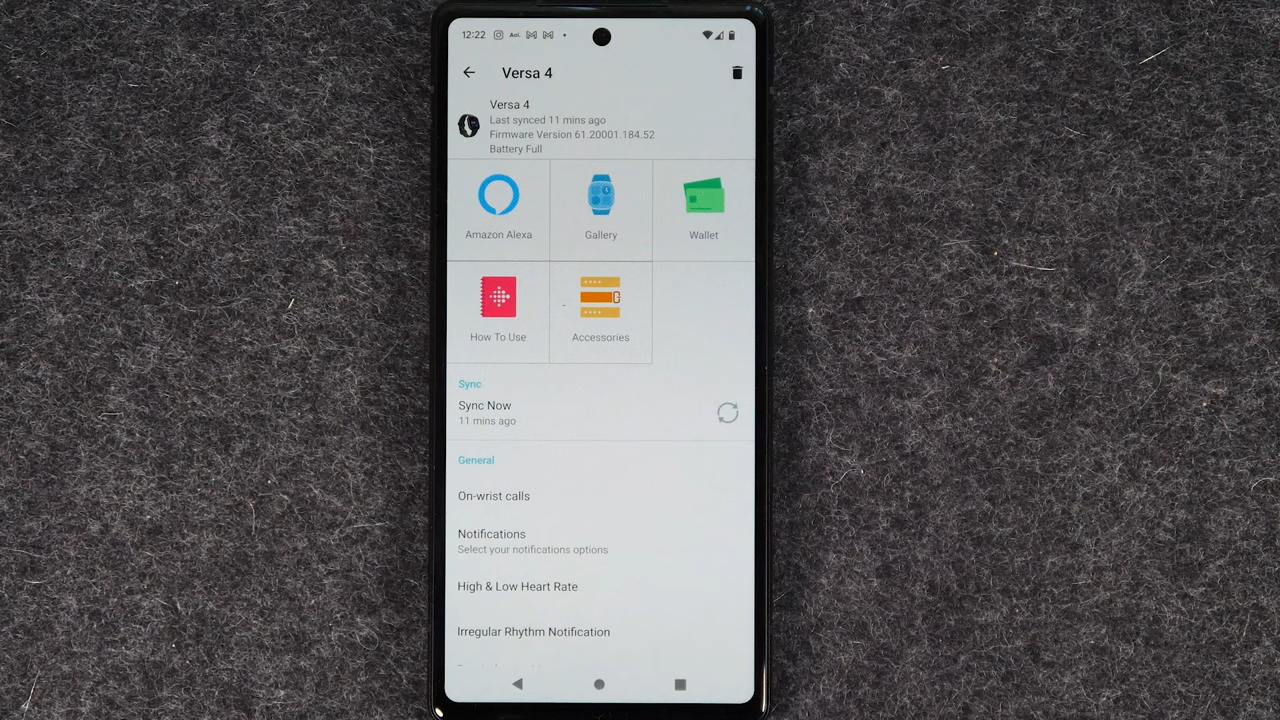 12:22 Aol.
Versa 4
Versa 4
Last synced 11 mins ago
Firmware Version 61.20001.184.52
Battery Full
Amazon Alexa
Gallery
Wallet
How To Use
Accessories
Sync
Sync Now
11 mins ago
General
On-wrist calls
Notifications
Select your notifications options
High & Low Heart Rate
Irregular Rhythm Notification